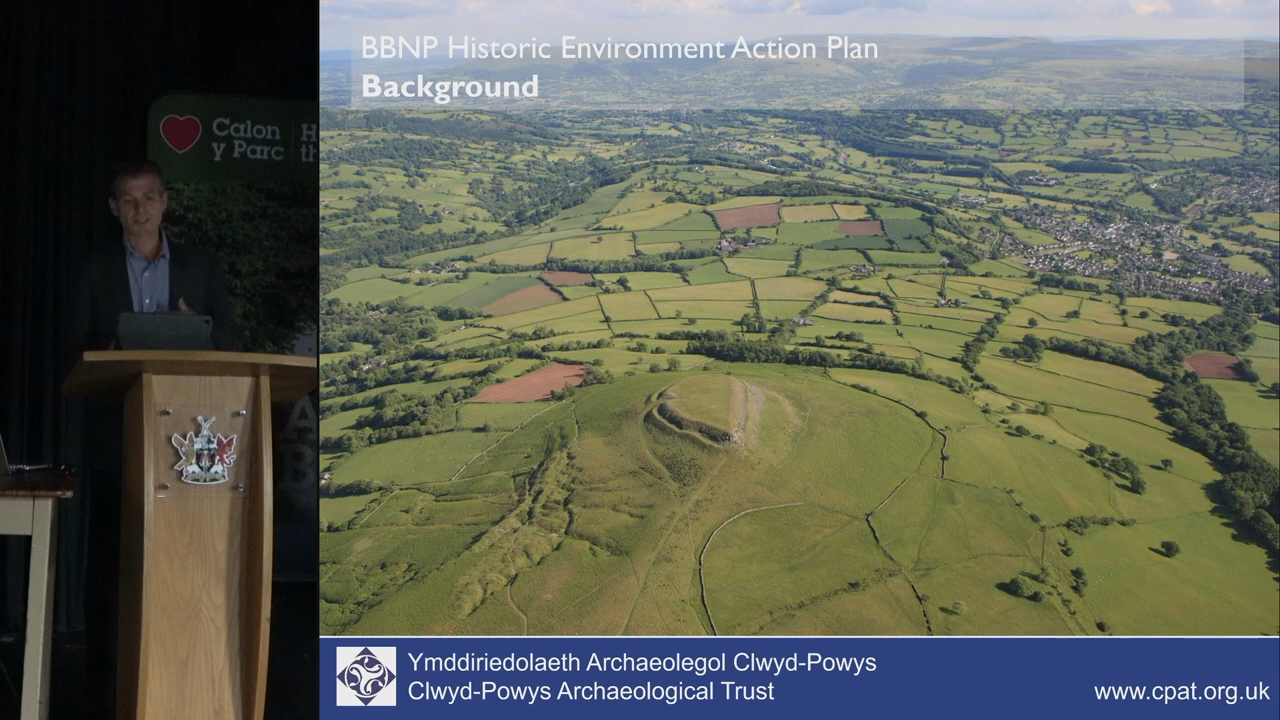 BBNP Historic Environment Action Plan
Background
Calon
y Parc
Ymddiriedolaeth Archaeolegol Clwyd-Powys
Clwyd-Powys Archaeological Trust
www.cpat.org.uk